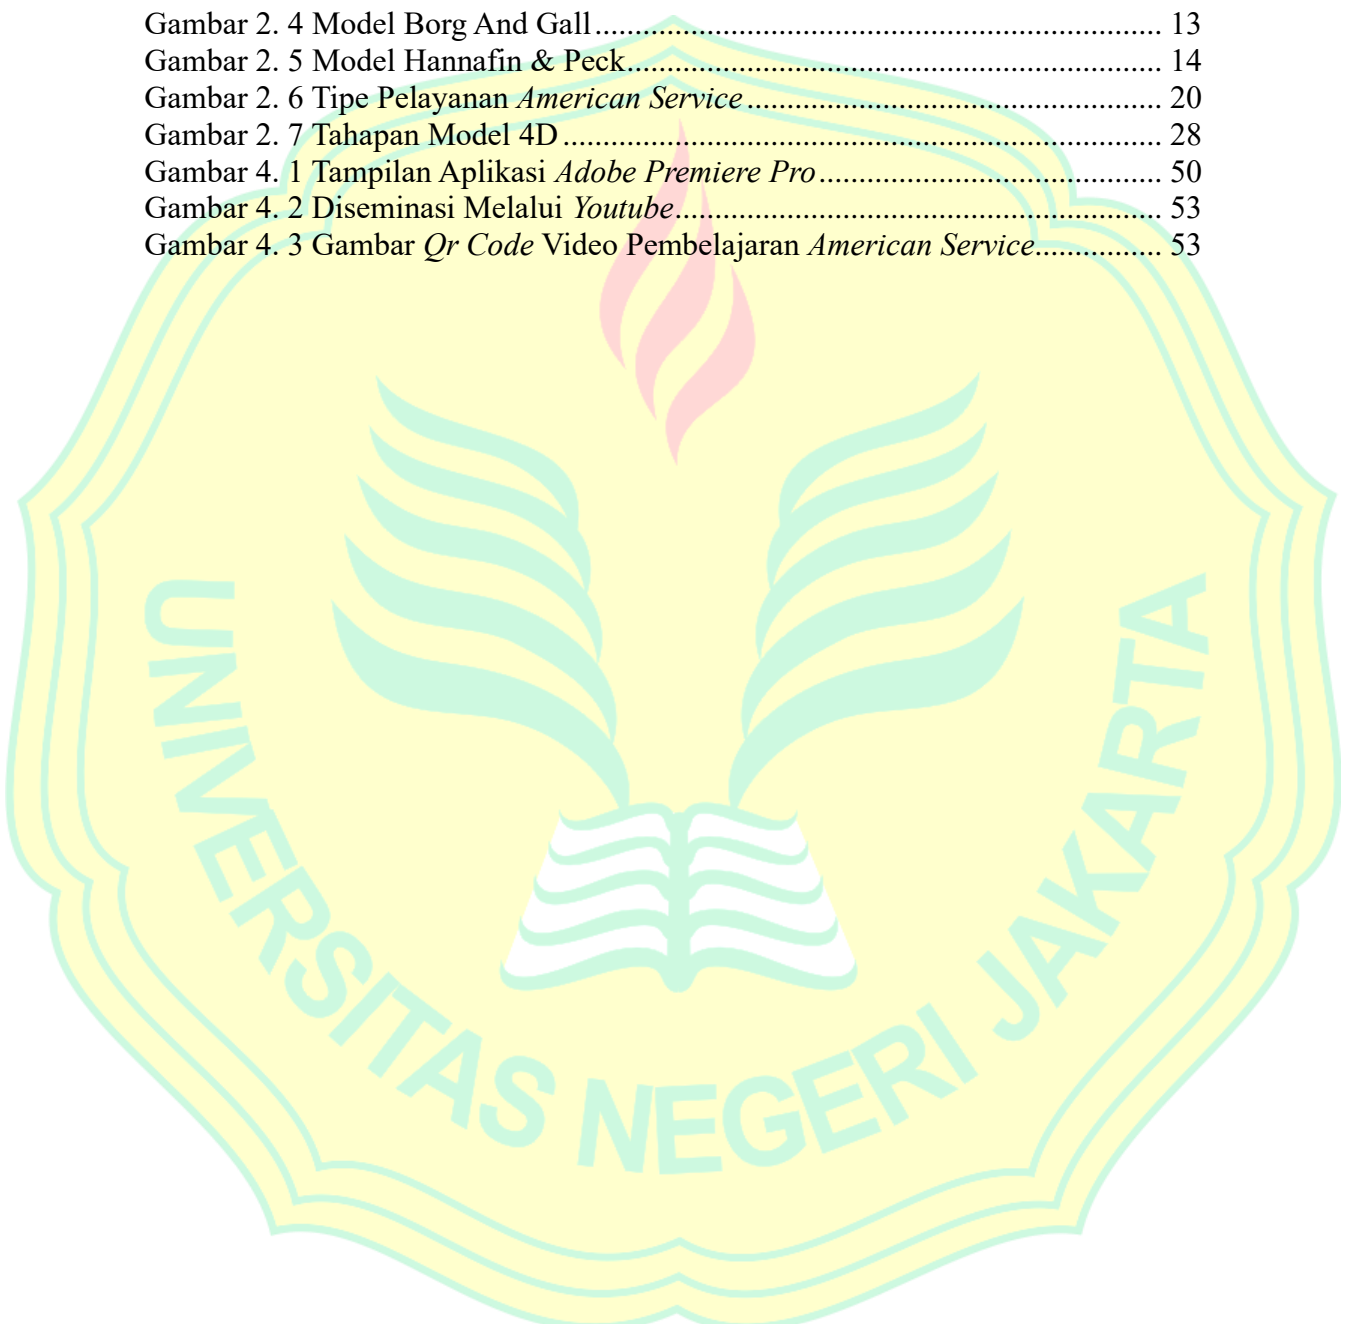 Gambar 2. 4 Model Borg And Gall........................................................................ 13
Gambar 2. 5 Model Hannafin & Peck.................................................................... 14
Gambar 2. 6 Tipe Pelayanan American Service.................................................... 20
Gambar 2. 7 Tahapan Model 4D............................................................................ 28
Gambar 4. 1 Tampilan Aplikasi Adobe Premiere Pro........................................... 50
Gambar 4. 2 Diseminasi Melalui Youtube............................................................. 53
Gambar 4. 3 Gambar Qr Code Video Pembelajaran American Service................ 53
UNIVERSITAS NEGERI JAKARTA